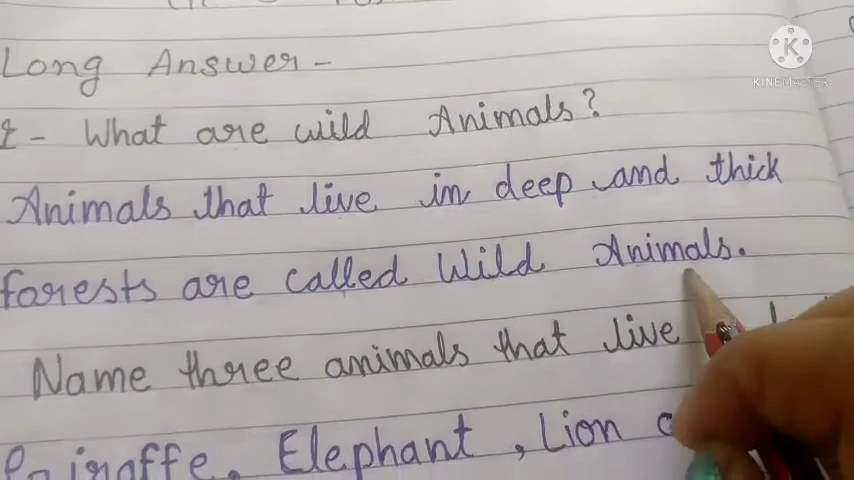 Long Answer -
What are wild Animals?
KINEMASTER
Animals that live in deep and thick
forests are called Wild Animals.
Name three animals that live
Giraffe, Elephant, Lion